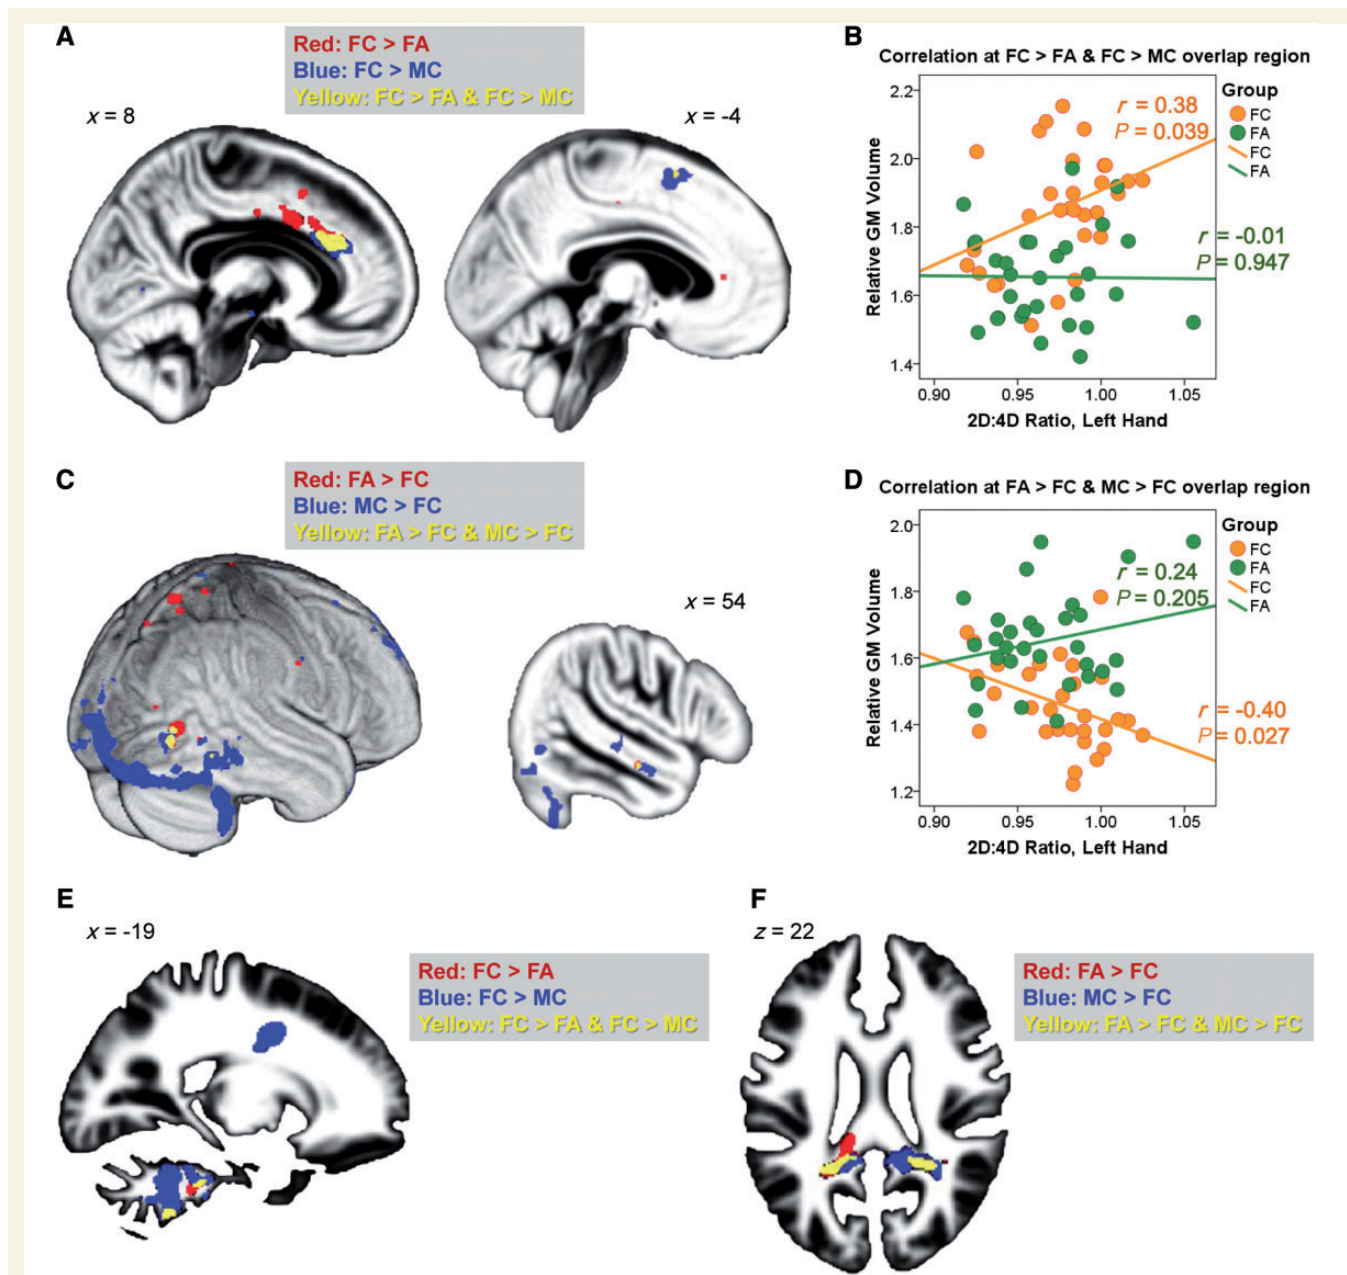 A
Red: FC > FA
Blue: FC > MC
Yellow: FC > FA & FC > MC
x = 8
x = -4
B
Correlation at FC > FA & FC > MC overlap region
Relative GM Volume
2.2
2.0
1.8
1.6
1.4
0.90 0.95 1.00 1.05
2D:4D Ratio, Left Hand
r = 0.38
P = 0.039
r = -0.01
P = 0.947
Group
FC
FA
FC
FA
C
Red: FA > FC
Blue: MC > FC
Yellow: FA > FC & MC > FC
x = 54
D
Correlation at FA > FC & MC > FC overlap region
Relative GM Volume
2.0
1.8
1.6
1.4
1.2
0.90 0.95 1.00 1.05
2D:4D Ratio, Left Hand
r = 0.24
P = 0.205
r = -0.40
P = 0.027
Group
FC
FA
FC
FA
E
x = -19
Red: FC > FA
Blue: FC > MC
Yellow: FC > FA & FC > MC
F
z = 22
Red: FA > FC
Blue: MC > FC
Yellow: FA > FC & MC > FC